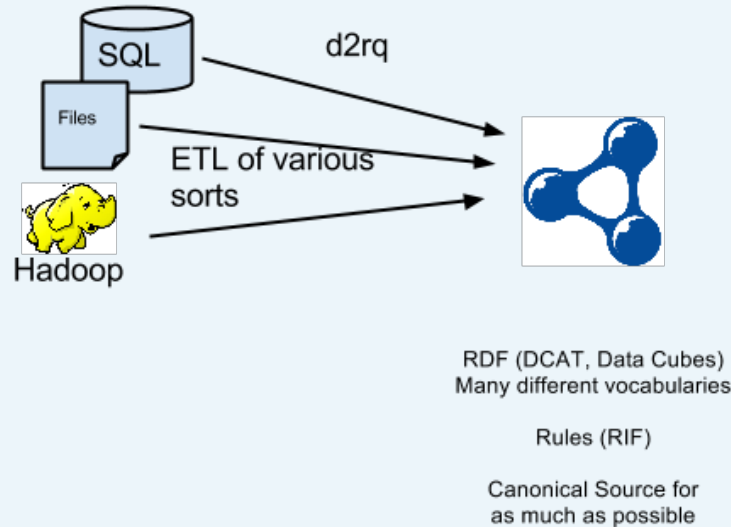 SQL
d2rq
Files
ETL of various
sorts
Hadoop
RDF (DCAT, Data Cubes)
Many different vocabularies
Rules (RIF)
Canonical Source for
as much as possible